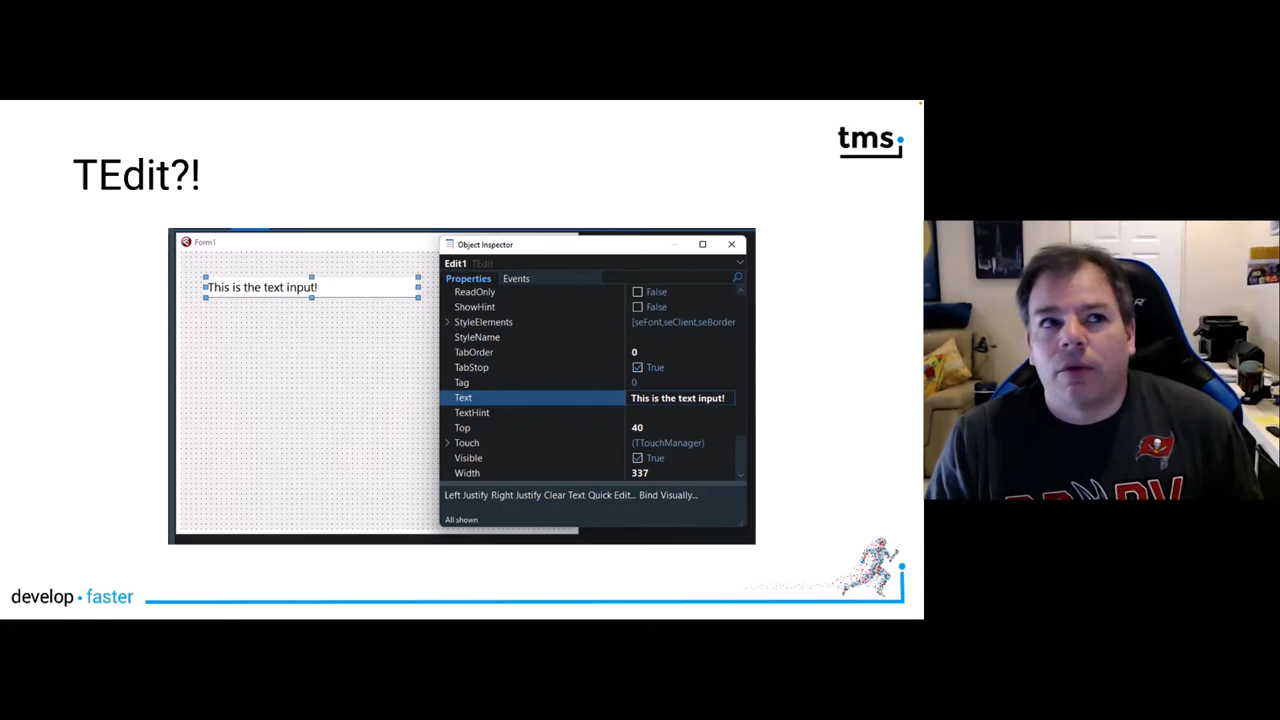 tms
TEdit?!
Form1
This is the text input!
Object Inspector
Edit1 TEdit
Properties Events
ReadOnly False
ShowHint False
StyleElements [seFont,seClient,seBorder
StyleName
TabOrder 0
TabStop True
Tag 0
Text This is the text input!
TextHint
Top 40
Touch (TTouchManager)
Visible True
Width 337
Left Justify Right Justify Clear Text Quick Edit... Bind Visually...
All shown
develop • faster